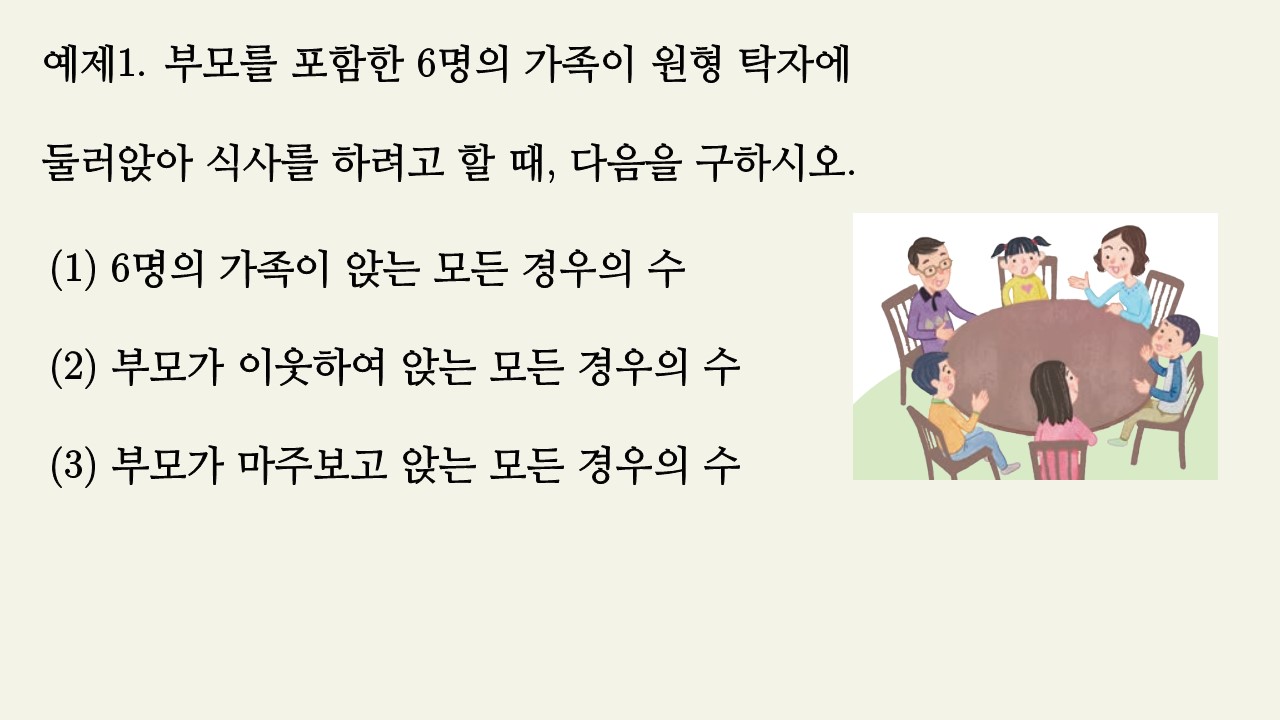 예제1. 부모를 포함한 6명의 가족이 원형 탁자에
둘러앉아 식사를 하려고 할 때, 다음을 구하시오.
(1) 6명의 가족이 앉는 모든 경우의 수
(2) 부모가 이웃하여 앉는 모든 경우의 수
(3) 부모가 마주보고 앉는 모든 경우의 수